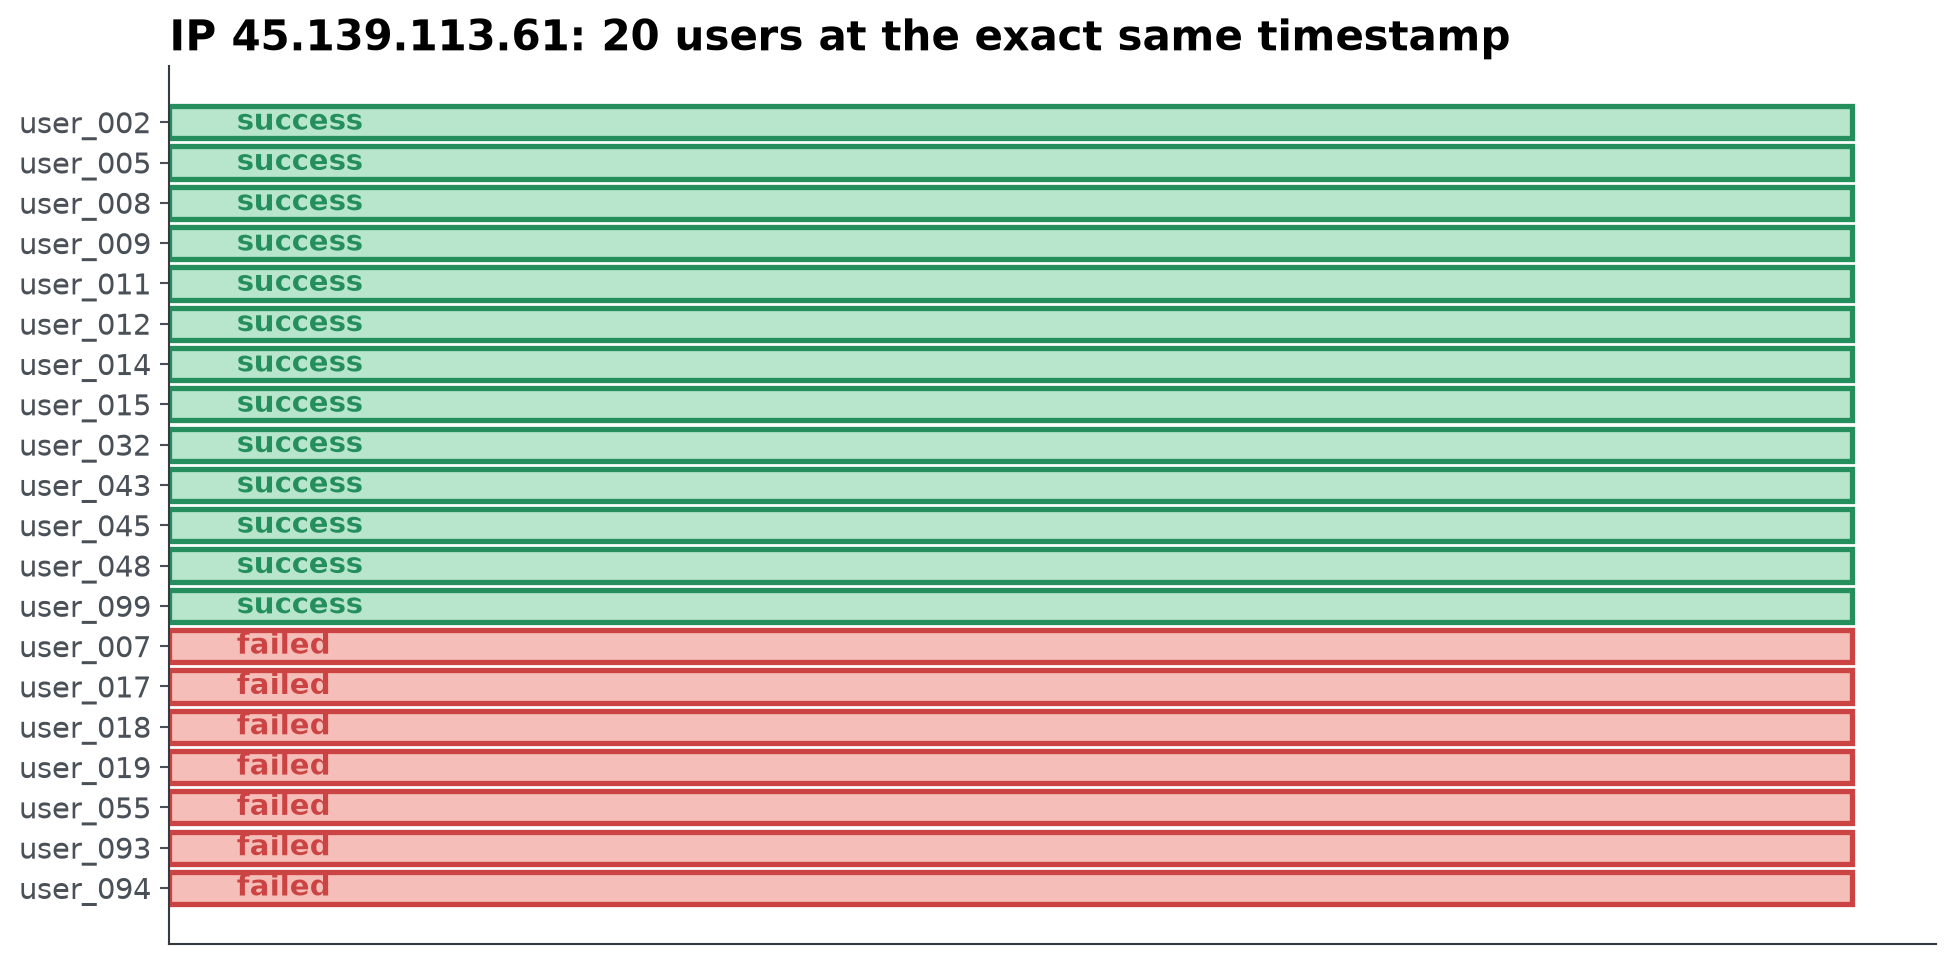 IP 45.139.113.61: 20 users at the exact same timestamp
user_002 success
user_005 success
user_008 success
user_009 success
user_011 success
user_012 success
user_014 success
user_015 success
user_032 success
user_043 success
user_045 success
user_048 success
user_099 success
user_007 failed
user_017 failed
user_018 failed
user_019 failed
user_055 failed
user_093 failed
user_094 failed